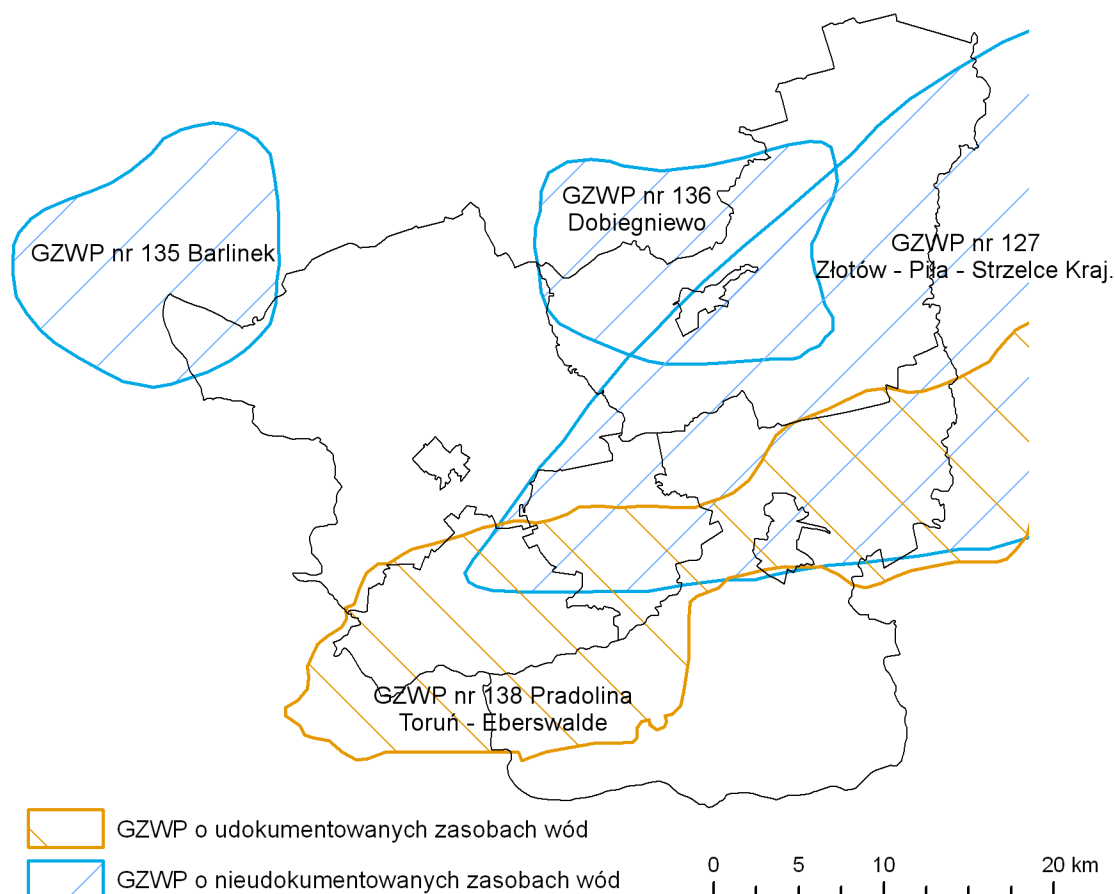 GZWP nr 136
Dobiegniewo
GZWP nr 135 Barlinek
GZWP nr 127
Złotów - Piła - Strzelce Kraj.
GZWP nr 138 Pradolina
Toruń - Eberswalde
GZWP o udokumentowanych zasobach wód
GZWP o nieudokumentowanych zasobach wód
0 5 10 20 km